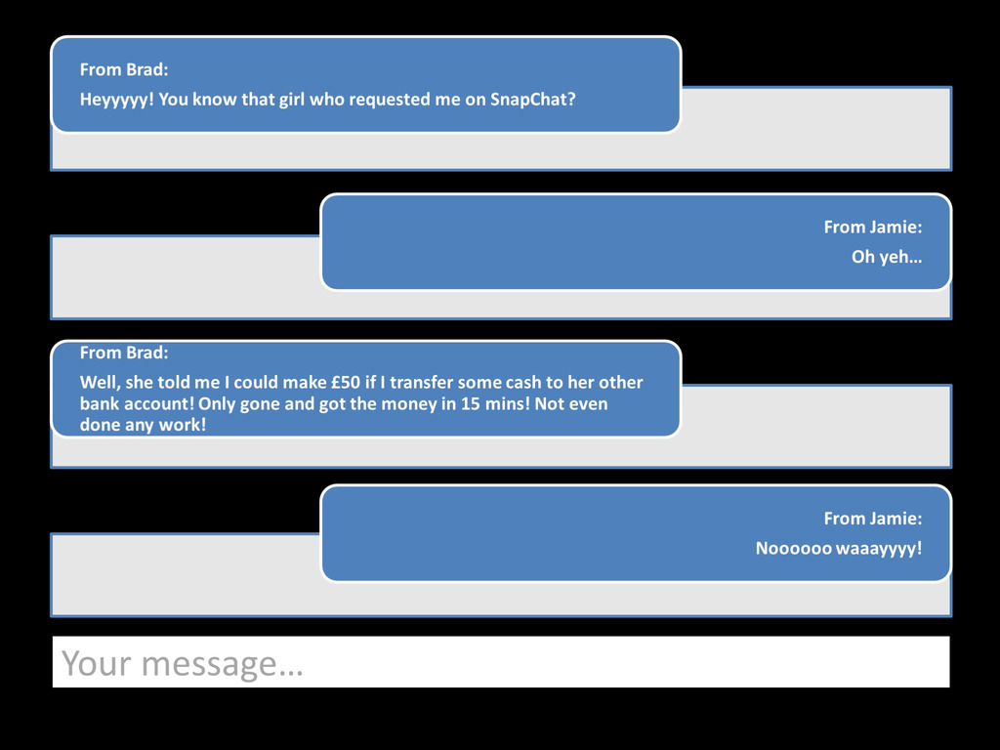 From Brad:
Heyyyyy! You know that girl who requested me on SnapChat?
From Jamie:
Oh yeh…
From Brad:
Well, she told me I could make £50 if I transfer some cash to her other
bank account! Only gone and got the money in 15 mins! Not even
done any work!
From Jamie:
Noooooo waaayyyy!
Your message…